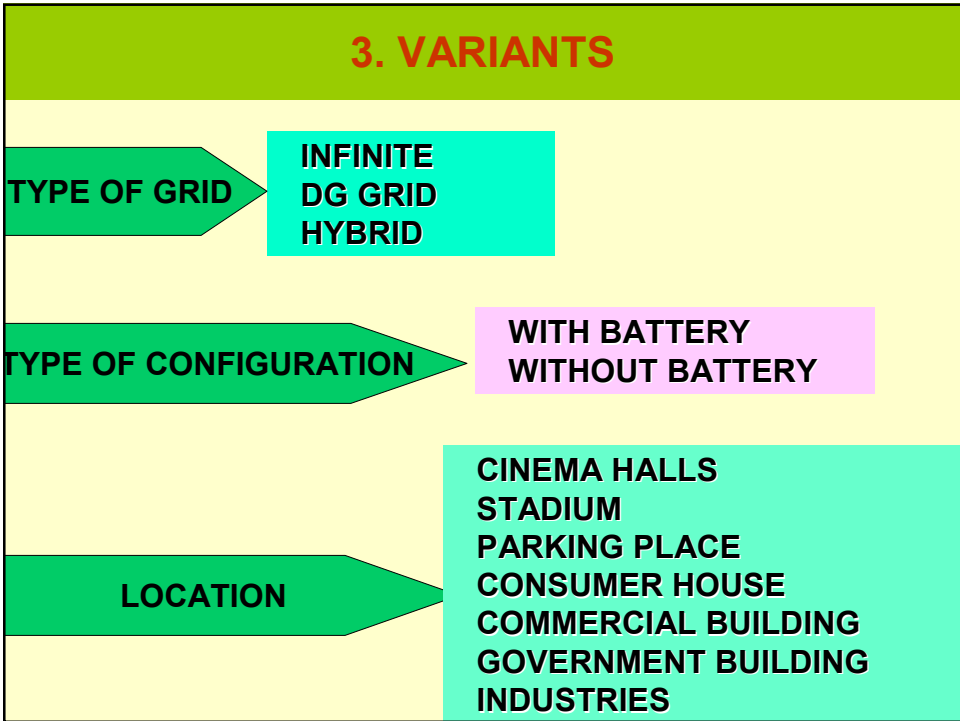 3. VARIANTS
TYPE OF GRID
INFINITE
DG GRID
HYBRID
TYPE OF CONFIGURATION
WITH BATTERY
WITHOUT BATTERY
LOCATION
CINEMA HALLS
STADIUM
PARKING PLACE
CONSUMER HOUSE
COMMERCIAL BUILDING
GOVERNMENT BUILDING
INDUSTRIES